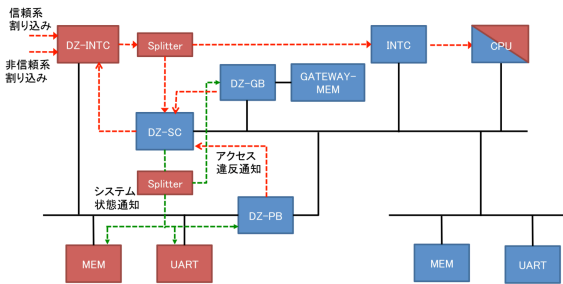 信頼系
割り込み
非信頼系
割り込み
DZ-INTC
Splitter
INTC
CPU
DZ-GB
GATEWAY-
MEM
DZ-SC
アクセス
違反通知
システム
状態通知
Splitter
DZ-PB
MEM
UART
MEM
UART